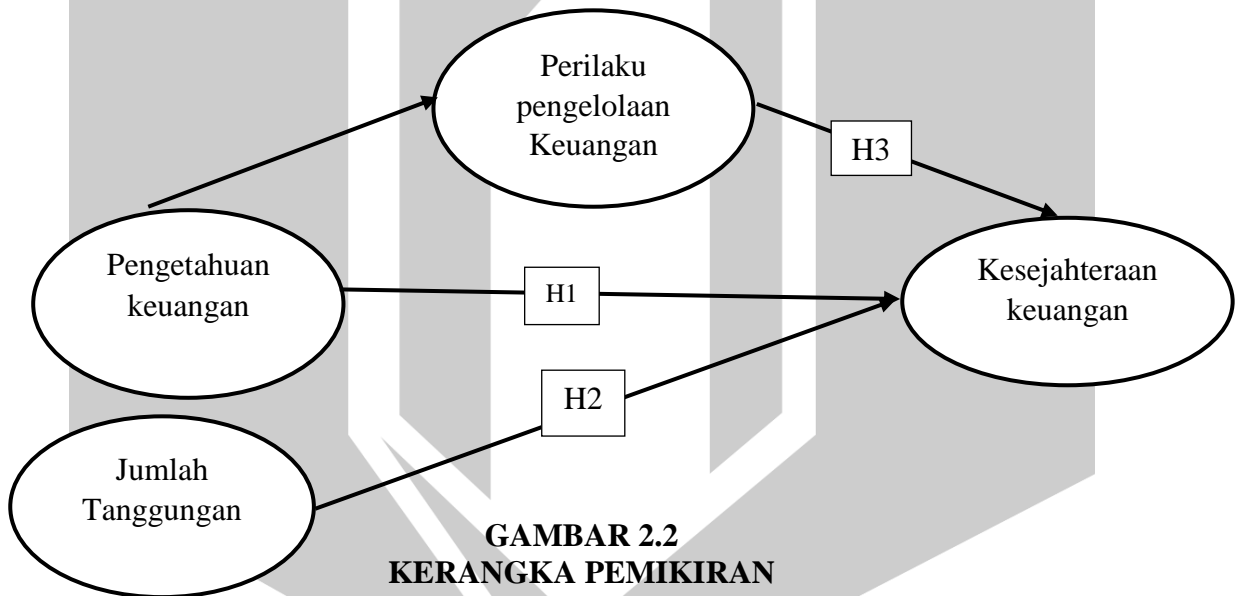 Perilaku
pengelolaan
Keuangan
H3
Pengetahuan
keuangan
H1
Kesejahteraan
keuangan
H2
Jumlah
Tanggungan
GAMBAR 2.2
KERANGKA PEMIKIRAN